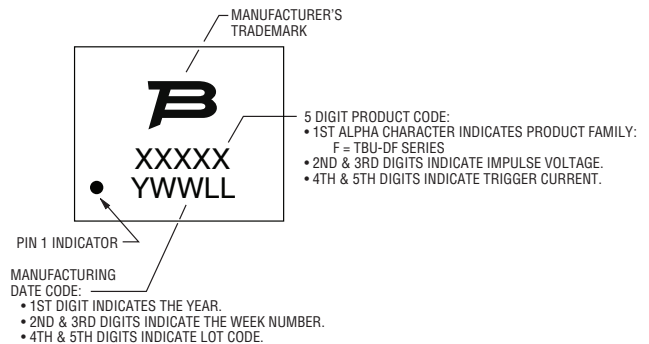 MANUFACTURER'S
TRADEMARK
XXXXX
YWWLL
5 DIGIT PRODUCT CODE:
• 1ST ALPHA CHARACTER INDICATES PRODUCT FAMILY:
F = TBU-DF SERIES
• 2ND & 3RD DIGITS INDICATE IMPULSE VOLTAGE.
• 4TH & 5TH DIGITS INDICATE TRIGGER CURRENT.
PIN 1 INDICATOR
MANUFACTURING
DATE CODE:
• 1ST DIGIT INDICATES THE YEAR.
• 2ND & 3RD DIGITS INDICATE THE WEEK NUMBER.
• 4TH & 5TH DIGITS INDICATE LOT CODE.